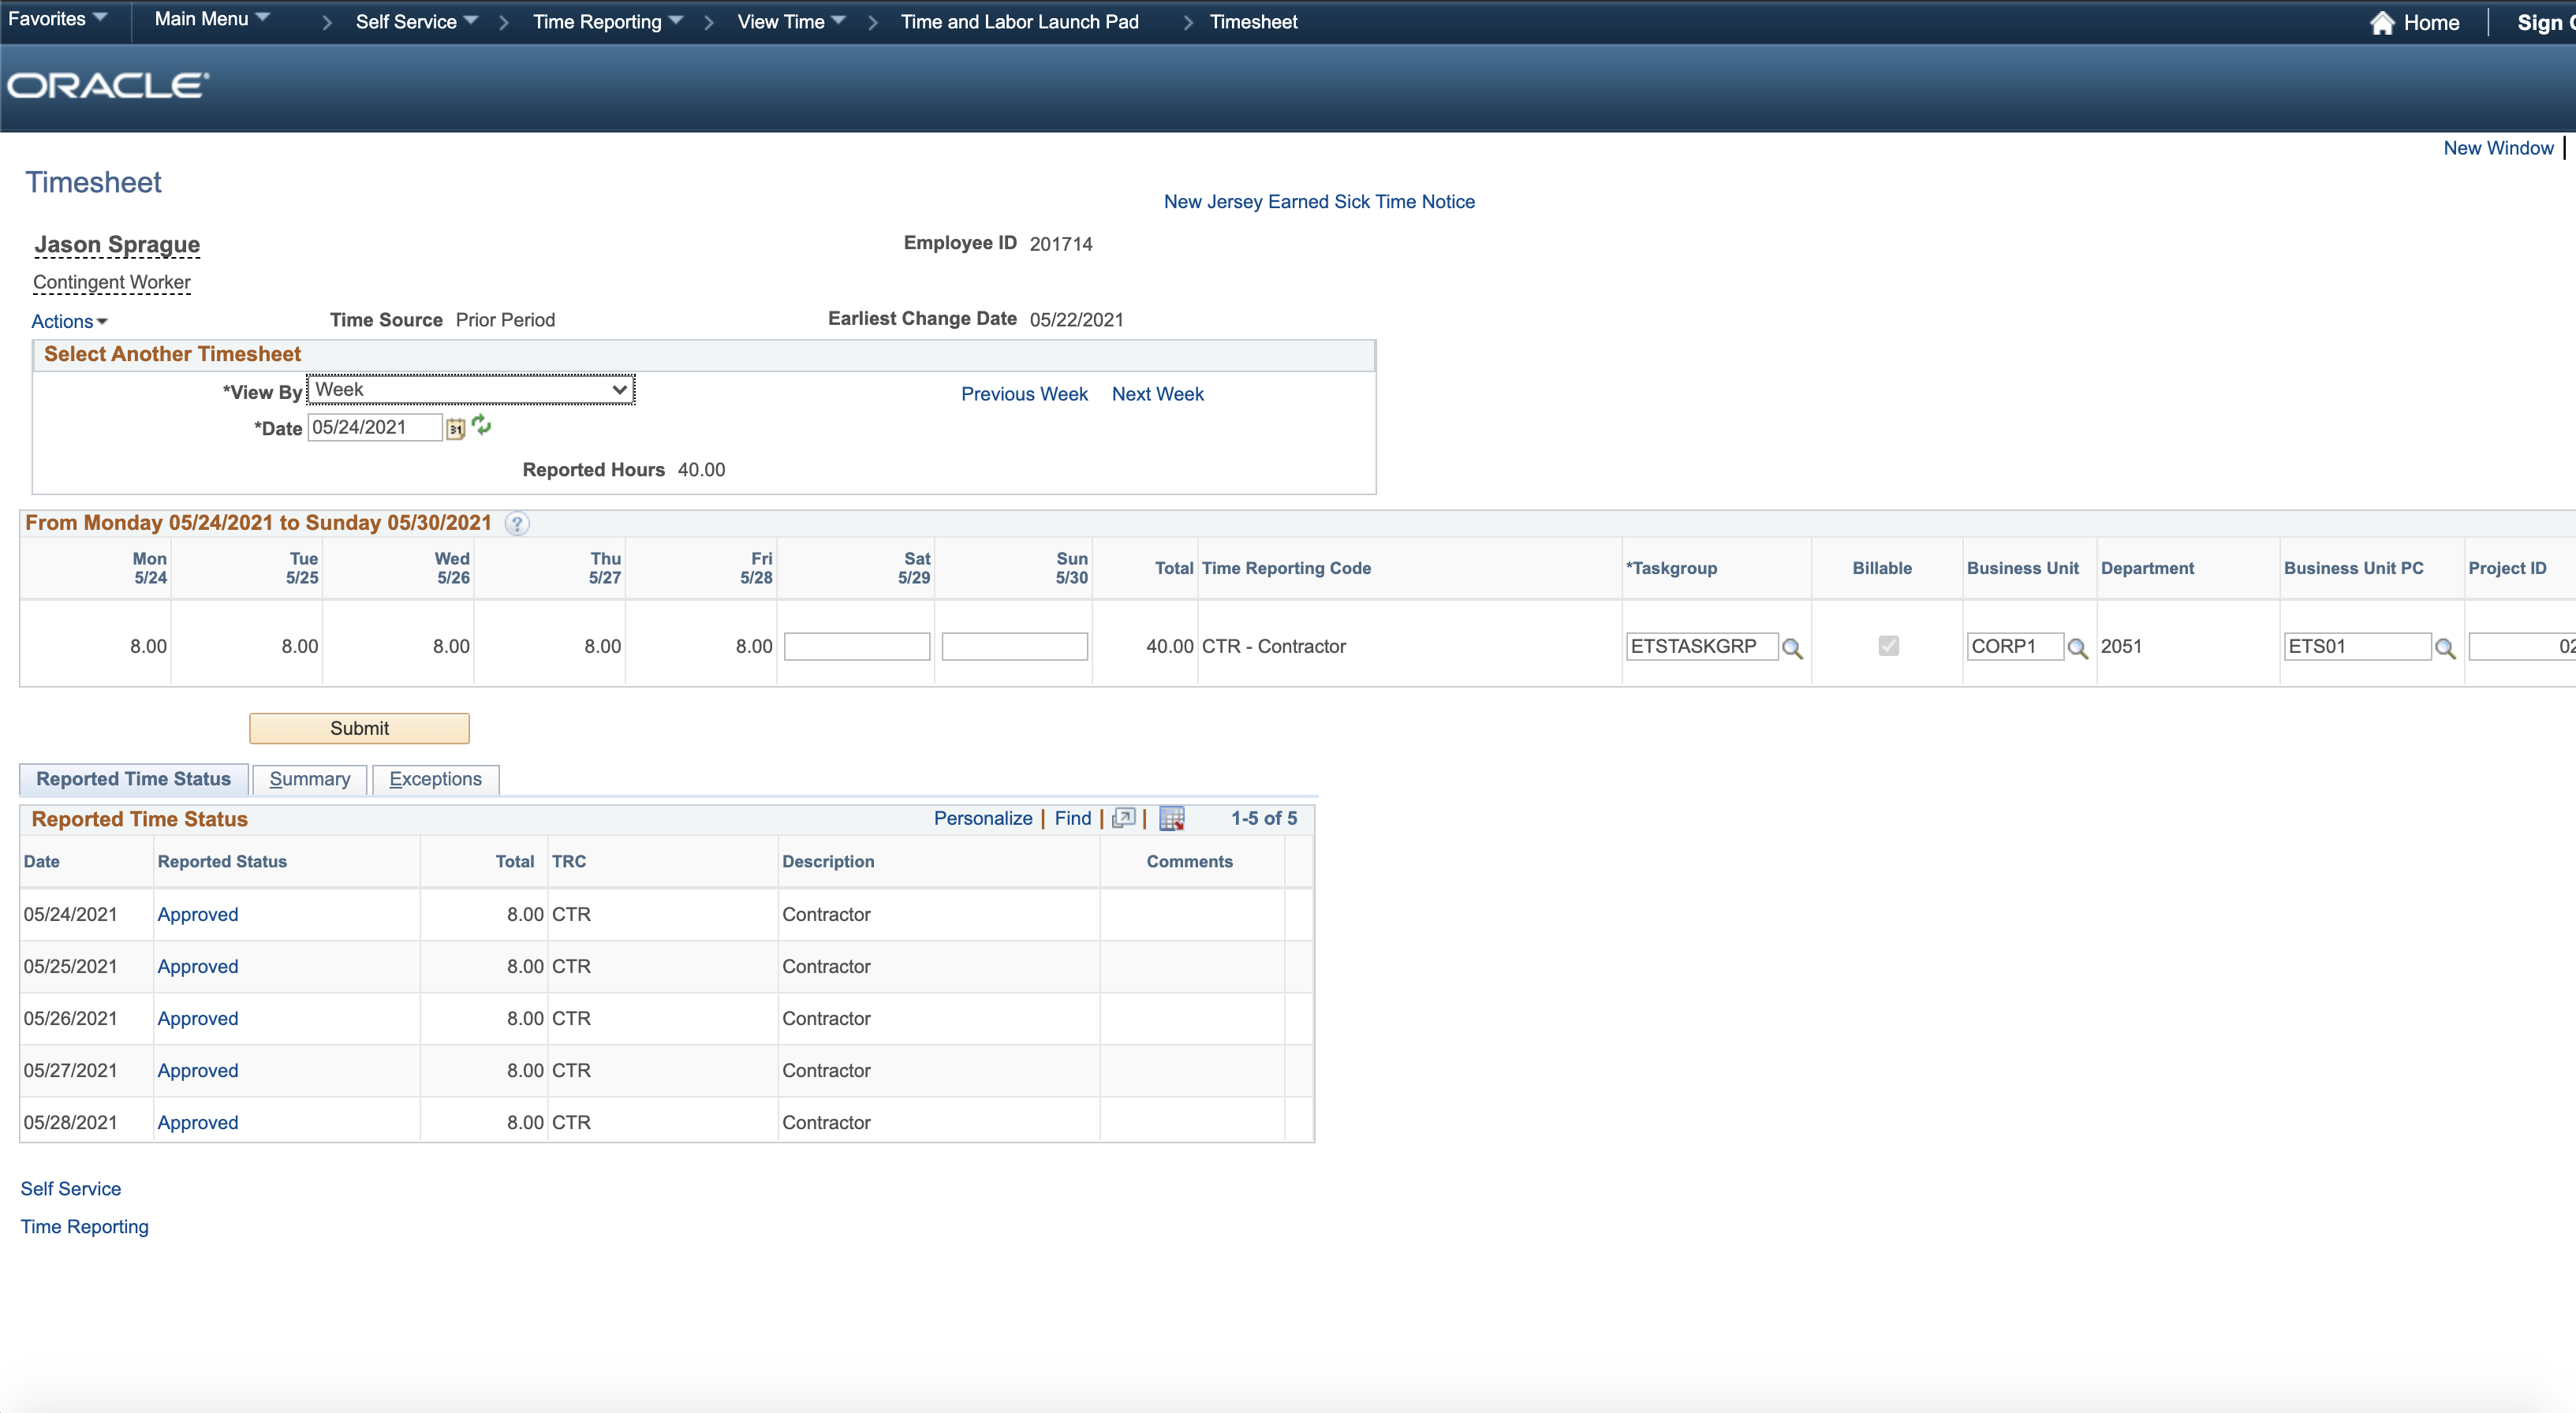 Favorites Main Menu > Self Service > Time Reporting > View Time > Time and Labor Launch Pad > Timesheet Home Sign
ORACLE®
New Window
Timesheet
New Jersey Earned Sick Time Notice
Jason Sprague Employee ID 201714
Contingent Worker
Actions Time Source Prior Period Earliest Change Date 05/22/2021
Select Another Timesheet
*View By Week Previous Week Next Week
*Date 05/24/2021 31
Reported Hours 40.00
From Monday 05/24/2021 to Sunday 05/30/2021 ?
Mon Tue Wed Thu Fri Sat Sun
5/24 5/25 5/26 5/27 5/28 5/29 5/30
Total Time Reporting Code *Taskgroup Billable Business Unit Department Business Unit PC Project ID
8.00 8.00 8.00 8.00 8.00 40.00 CTR - Contractor ETSTASKGRP CORP1 2051 ETS01 02
Submit
Reported Time Status Summary Exceptions
Reported Time Status Personalize | Find | | 1-5 of 5
Date Reported Status Total TRC Description Comments
05/24/2021 Approved 8.00 CTR Contractor
05/25/2021 Approved 8.00 CTR Contractor
05/26/2021 Approved 8.00 CTR Contractor
05/27/2021 Approved 8.00 CTR Contractor
05/28/2021 Approved 8.00 CTR Contractor
Self Service
Time Reporting